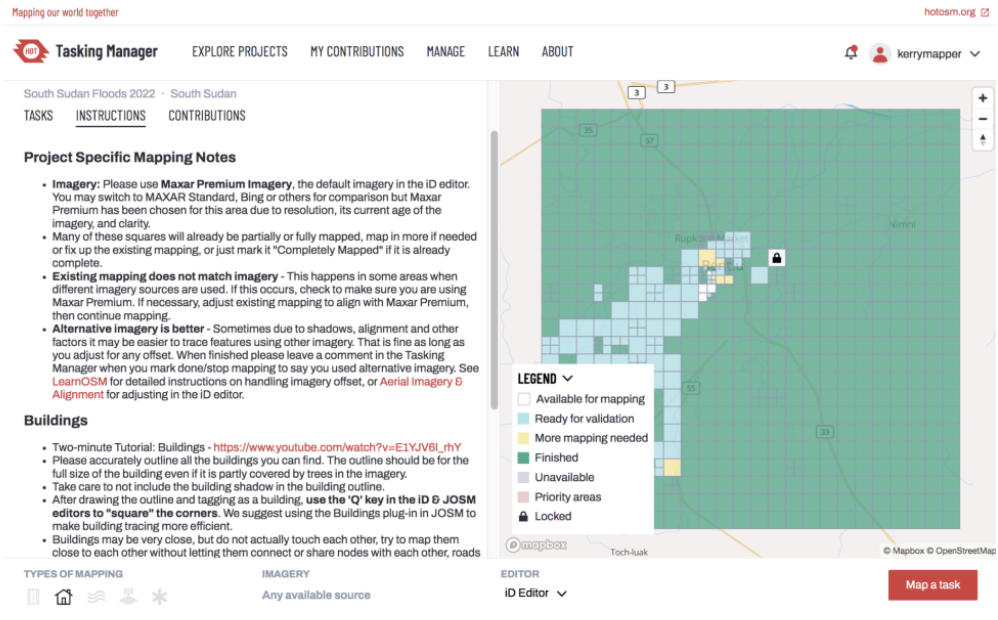 Mapping our world together
hotosm.org
HOT
Tasking Manager
EXPLORE PROJECTS
MY CONTRIBUTIONS
MANAGE
LEARN
ABOUT
kerrymapper
South Sudan Floods 2022 · South Sudan
TASKS
INSTRUCTIONS
CONTRIBUTIONS
Project Specific Mapping Notes
• Imagery: Please use Maxar Premium Imagery, the default imagery in the iD editor.
You may switch to MAXAR Standard, Bing or others for comparison but Maxar
Premium has been chosen for this area due to resolution, its current age of the
imagery, and clarity.
• Many of these squares will already be partially or fully mapped, map in more if needed
or fix up the existing mapping, or just mark it "Completely Mapped" if it is already
complete.
• Existing mapping does not match imagery - This happens in some areas when
different imagery sources are used. If this occurs, check to make sure you are using
Maxar Premium. If necessary, adjust existing mapping to align with Maxar Premium,
then continue mapping.
• Alternative imagery is better - Sometimes due to shadows, alignment and other
factors it may be easier to trace features using other imagery. That is fine as long as
you adjust for any offset. When finished please leave a comment in the Tasking
Manager when you mark done/stop mapping to say you used alternative imagery. See
LearnOSM for detailed instructions on handling imagery offset, or Aerial Imagery &
Alignment for adjusting in the iD editor.
Buildings
• Two-minute Tutorial: Buildings - https://www.youtube.com/watch?v=E1YJV6I_rhY
• Please accurately outline all the buildings you can find. The outline should be for the
full size of the building even if it is partly covered by trees in the imagery.
• Take care to not include the building shadow in the building outline.
• After drawing the outline and tagging as a building, use the 'Q' key in the iD & JOSM
editors to "square" the corners. We suggest using the Buildings plug-in in JOSM to
make building tracing more efficient.
• Buildings may be very close, but do not actually touch each other, try to map them
close to each other without letting them connect or share nodes with each other, roads
3
3
35
57
Nimni
Bentiu
55
33
Toch-luak
+
−
LEGEND
Available for mapping
Ready for validation
More mapping needed
Finished
Unavailable
Priority areas
Locked
mapbox
© Mapbox © OpenStreetMap
TYPES OF MAPPING
IMAGERY
Any available source
EDITOR
iD Editor
Map a task